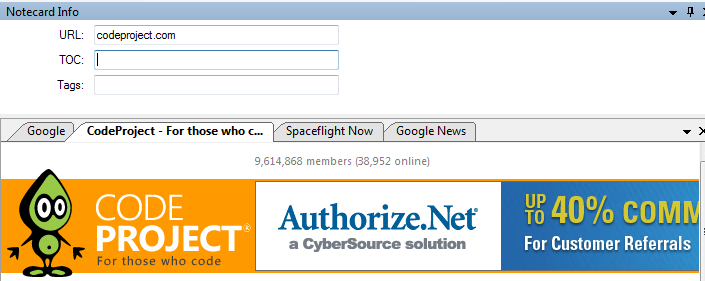 Notecard Info
URL: codeproject.com
TOC:
Tags:
Google CodeProject - For those who c... Spaceflight Now Google News
9,614,868 members (38,952 online)
CODE
PROJECT®
For those who code
Authorize.Net®
a CyberSource solution
UP TO 40% COMM
For Customer Referrals